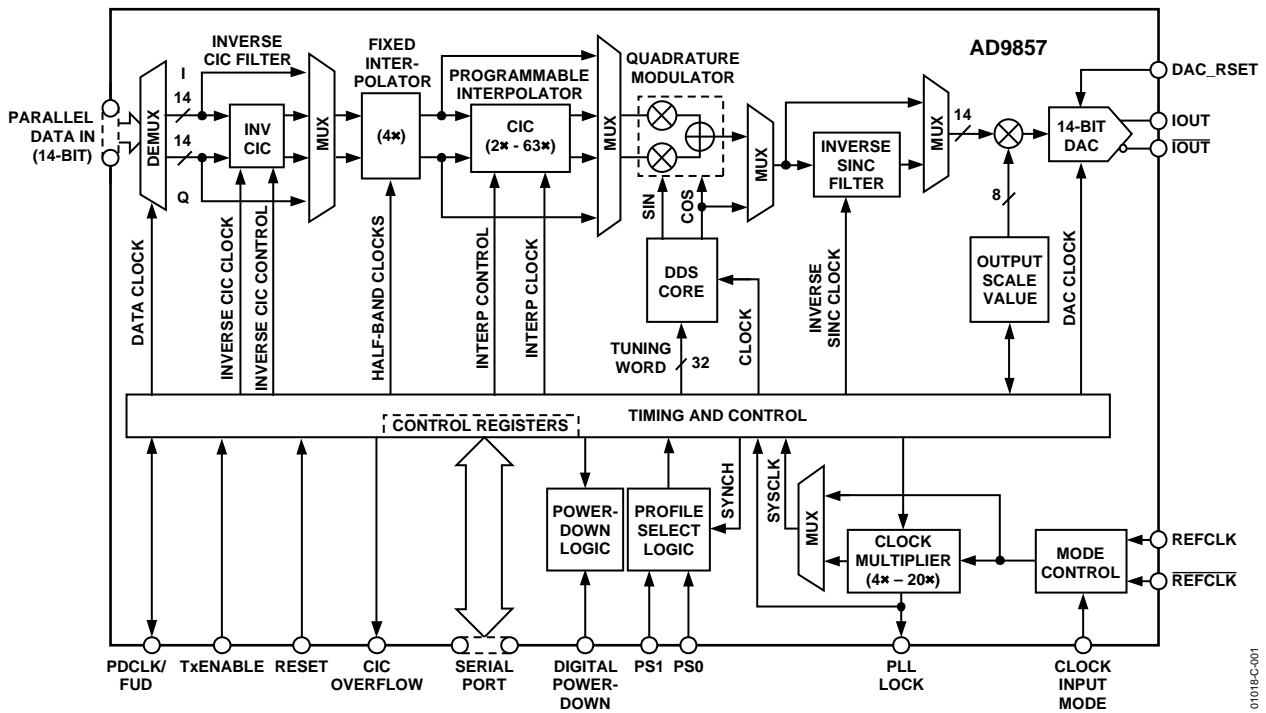 AD9857
INVERSE
CIC FILTER
FIXED
INTER-
POLATOR
PROGRAMMABLE
INTERPOLATOR
QUADRATURE
MODULATOR
PARALLEL
DATA IN
(14-BIT)
DEMUX
I
14
14
Q
INV
CIC
MUX
(4×)
CIC
(2× - 63×)
MUX
SIN
COS
MUX
INVERSE
SINC
FILTER
MUX
14
8
14-BIT
DAC
DAC_RSET
IOUT
IOUT
DATA CLOCK
INVERSE CIC CLOCK
INVERSE CIC CONTROL
HALF-BAND CLOCKS
INTERP CONTROL
INTERP CLOCK
DDS
CORE
TUNING
WORD
32
CLOCK
INVERSE
SINC CLOCK
OUTPUT
SCALE
VALUE
DAC CLOCK
TIMING AND CONTROL
CONTROL REGISTERS
POWER-
DOWN
LOGIC
PROFILE
SELECT
LOGIC
SYNCH
SYSCLK
MUX
CLOCK
MULTIPLIER
(4× – 20×)
MODE
CONTROL
REFCLK
REFCLK
PDCLK/
FUD
TxENABLE
RESET
CIC
OVERFLOW
SERIAL
PORT
DIGITAL
POWER-
DOWN
PS1
PS0
PLL
LOCK
CLOCK
INPUT
MODE
01018-C-001